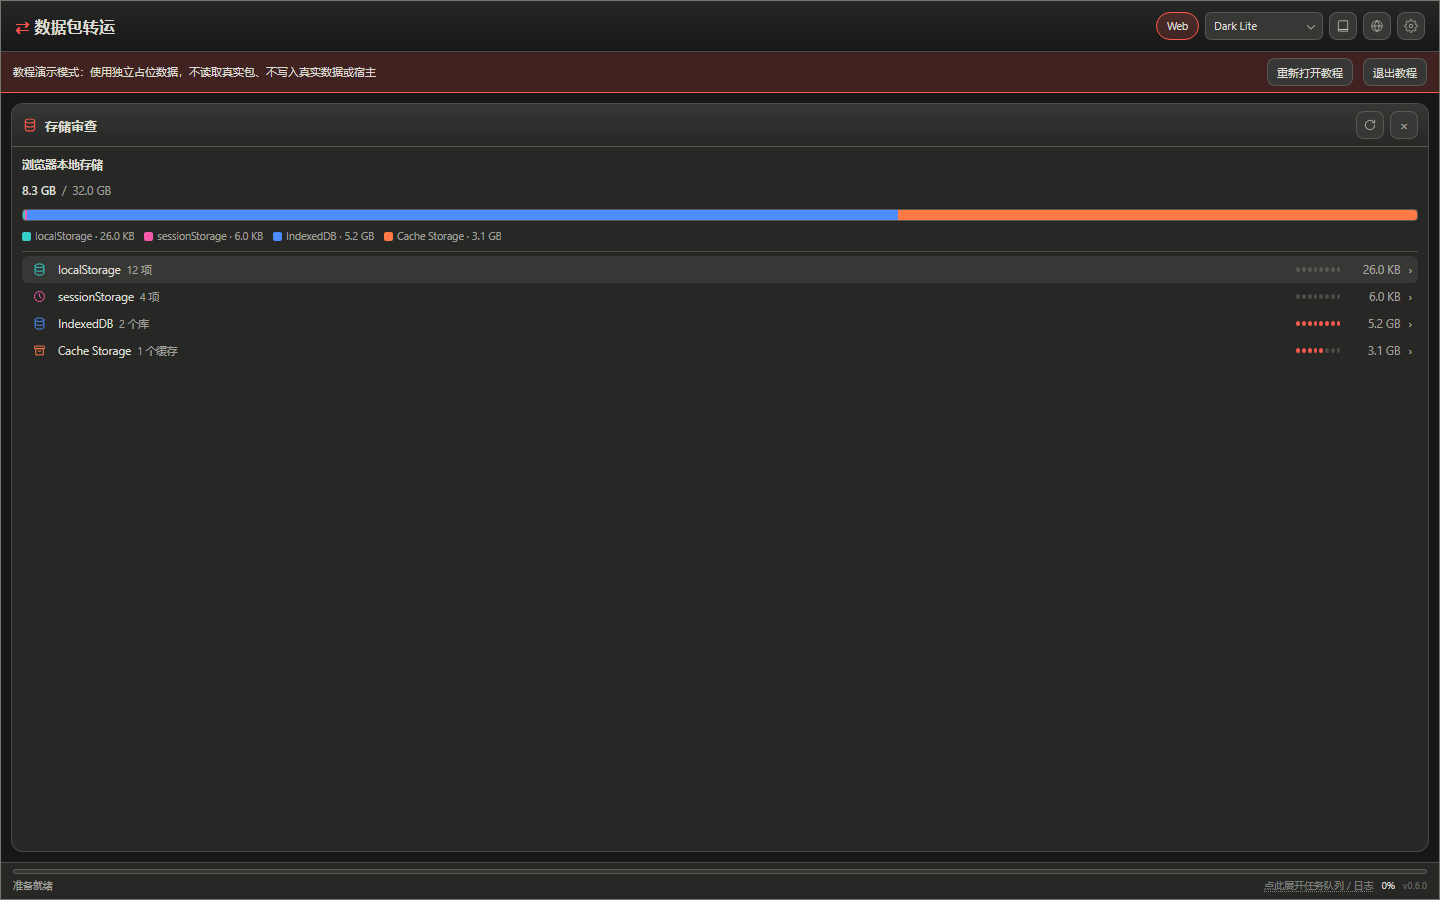 数据包转运
Web
Dark Lite
教程演示模式：使用独立占位数据，不读取真实包、不写入真实数据或宿主
重新打开教程
退出教程
存储审查
浏览器本地存储
8.3 GB / 32.0 GB
localStorage · 26.0 KB
sessionStorage · 6.0 KB
IndexedDB · 5.2 GB
Cache Storage · 3.1 GB
localStorage 12 项
26.0 KB
sessionStorage 4 项
6.0 KB
IndexedDB 2 个库
5.2 GB
Cache Storage 1 个缓存
3.1 GB
准备就绪
点此展开任务队列 / 日志
0%
v0.6.0